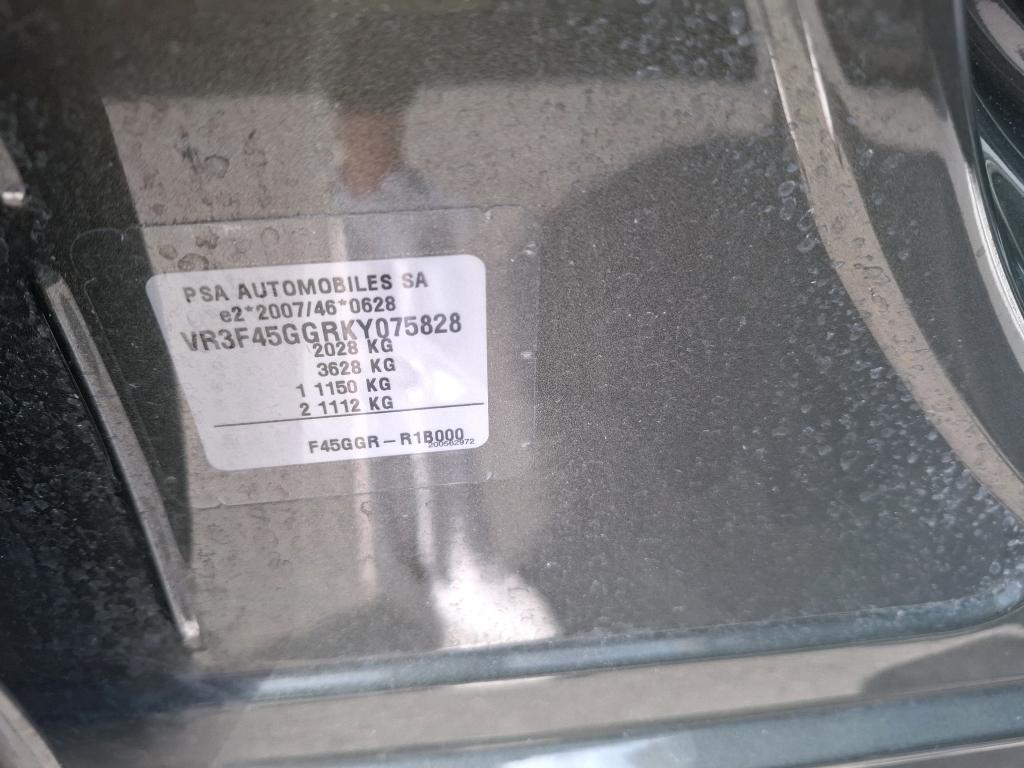 PSA AUTOMOBILES SA
e2*2007/46*0628
VR3F45GGRKY075828
2028 KG
3628 KG
1 1150 KG
2 1112 KG
F45GGR-R1B000
200562972